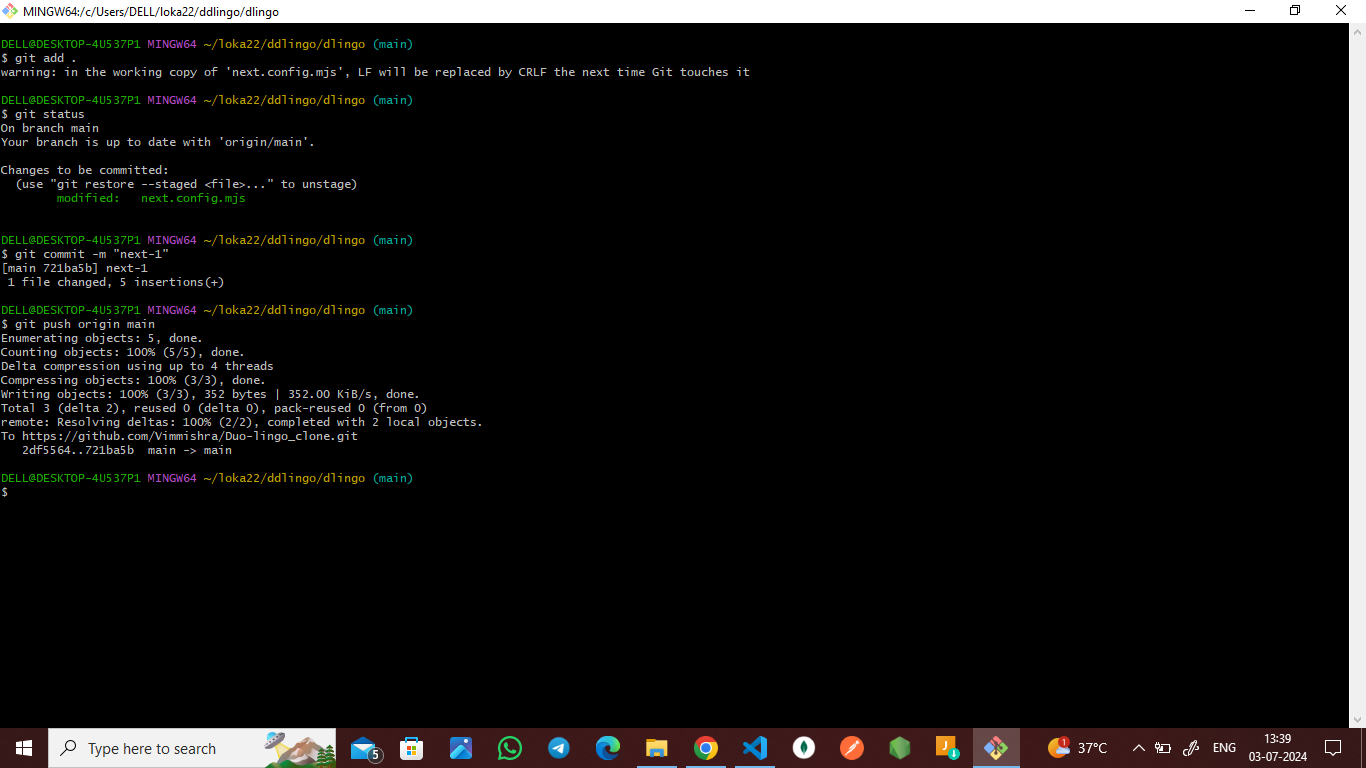 MINGW64:/c/Users/DELL/loka22/ddlingo/dlingo
DELL@DESKTOP-4U537P1 MINGW64 ~/loka22/ddlingo/dlingo (main)
$ git add .
warning: in the working copy of 'next.config.mjs', LF will be replaced by CRLF the next time Git touches it
DELL@DESKTOP-4U537P1 MINGW64 ~/loka22/ddlingo/dlingo (main)
$ git status
On branch main
Your branch is up to date with 'origin/main'.
Changes to be committed:
  (use "git restore --staged <file>..." to unstage)
        modified:   next.config.mjs
DELL@DESKTOP-4U537P1 MINGW64 ~/loka22/ddlingo/dlingo (main)
$ git commit -m "next-1"
[main 721ba5b] next-1
 1 file changed, 5 insertions(+)
DELL@DESKTOP-4U537P1 MINGW64 ~/loka22/ddlingo/dlingo (main)
$ git push origin main
Enumerating objects: 5, done.
Counting objects: 100% (5/5), done.
Delta compression using up to 4 threads
Compressing objects: 100% (3/3), done.
Writing objects: 100% (3/3), 352 bytes | 352.00 KiB/s, done.
Total 3 (delta 2), reused 0 (delta 0), pack-reused 0 (from 0)
remote: Resolving deltas: 100% (2/2), completed with 2 local objects.
To https://github.com/Vimmishra/Duo-lingo_clone.git
   2df5564..721ba5b  main -> main
DELL@DESKTOP-4U537P1 MINGW64 ~/loka22/ddlingo/dlingo (main)
$
Type here to search
5
J
1
37°C
ENG
13:39
03-07-2024